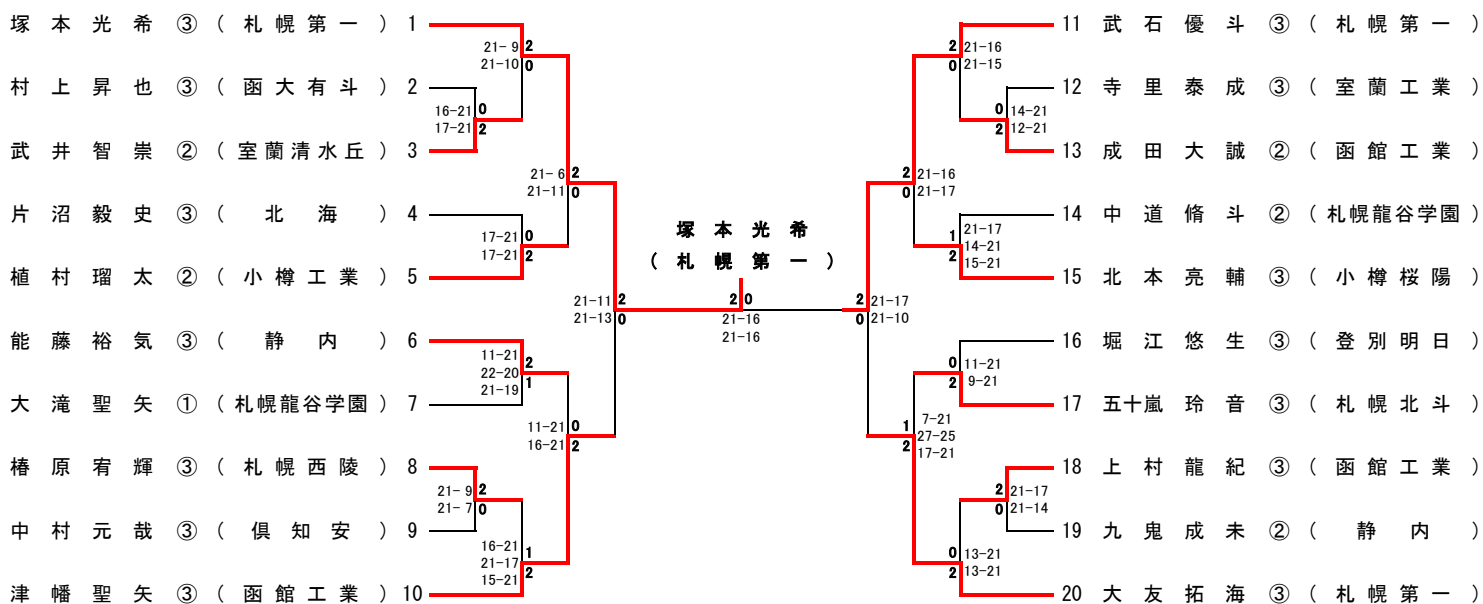 塚本光希 ③ (札幌第一) 1
村上昇也 ③ (函大有斗) 2
武井智崇 ② (室蘭清水丘) 3
片沼毅史 ③ (北海) 4
植村瑠太 ② (小樽工業) 5
能藤裕気 ③ (静内) 6
大滝聖矢 ① (札幌龍谷学園) 7
椿原宥輝 ③ (札幌西陵) 8
中村元哉 ③ (倶知安) 9
津幡聖矢 ③ (函館工業) 10
21-9 2
21-10 0
16-21 0
17-21 2
21-6 2
21-11 0
17-21 0
17-21 2
21-11 2
21-13 0
11-21 2
22-20
21-19 1
11-21 0
16-21 2
21-9 2
21-7 0
16-21 1
21-17
15-21 2
塚本光希
(札幌第一)
2 0
21-16
21-16
2 21-16
0 21-15
0 14-21
2 12-21
2 21-16
0 21-17
1 21-17
14-21
2 15-21
2 21-17
0 21-10
0 11-21
2 9-21
7-21
1 27-25
2 17-21
2 21-17
0 21-14
0 13-21
2 13-21
11 武石優斗 ③ (札幌第一)
12 寺里泰成 ③ (室蘭工業)
13 成田大誠 ② (函館工業)
14 中道脩斗 ② (札幌龍谷学園)
15 北本亮輔 ③ (小樽桜陽)
16 堀江悠生 ③ (登別明日)
17 五十嵐玲音 ③ (札幌北斗)
18 上村龍紀 ③ (函館工業)
19 九鬼成未 ② (静内)
20 大友拓海 ③ (札幌第一)